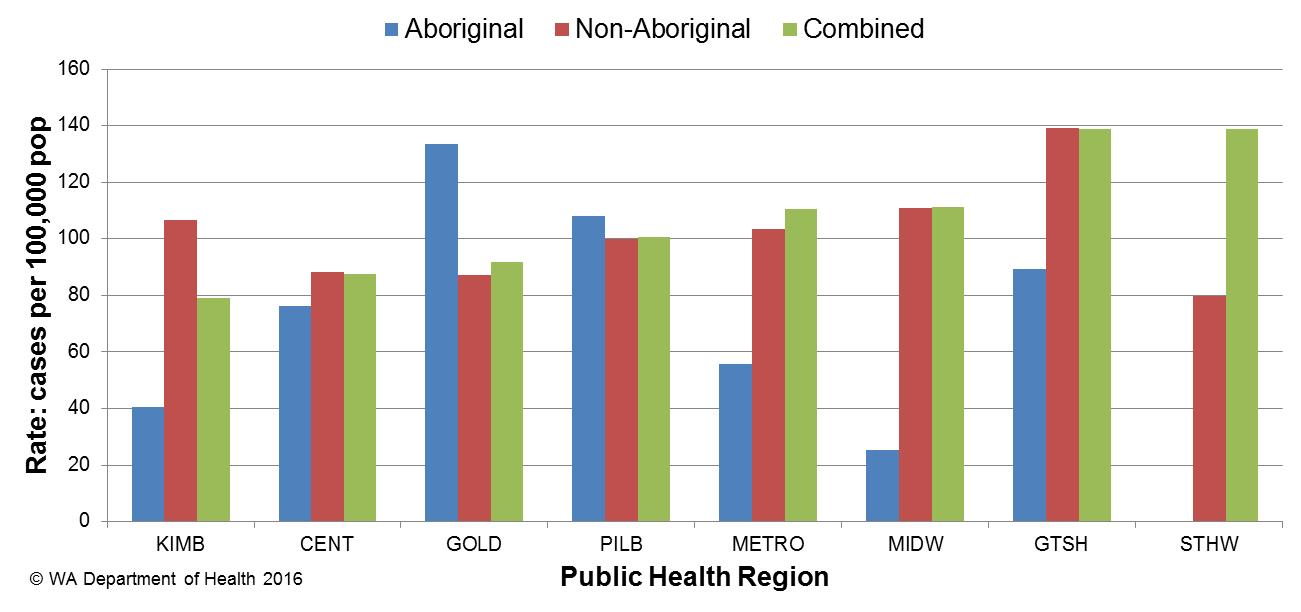 Aboriginal Non-Aboriginal Combined
160
140
120
100
80
60
40
20
0
Rate: cases per 100,000 pop
KIMB CENT GOLD PILB METRO MIDW GTSH STHW
Public Health Region
© WA Department of Health 2016